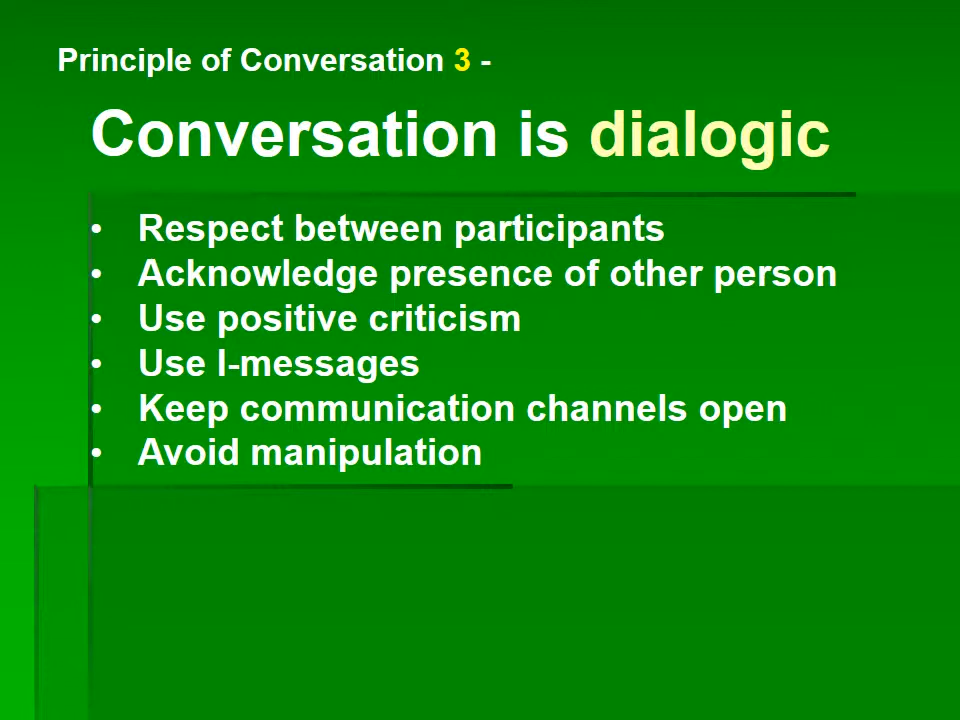 Principle of Conversation 3 -
Conversation is dialogic
• Respect between participants
• Acknowledge presence of other person
• Use positive criticism
• Use I-messages
• Keep communication channels open
• Avoid manipulation